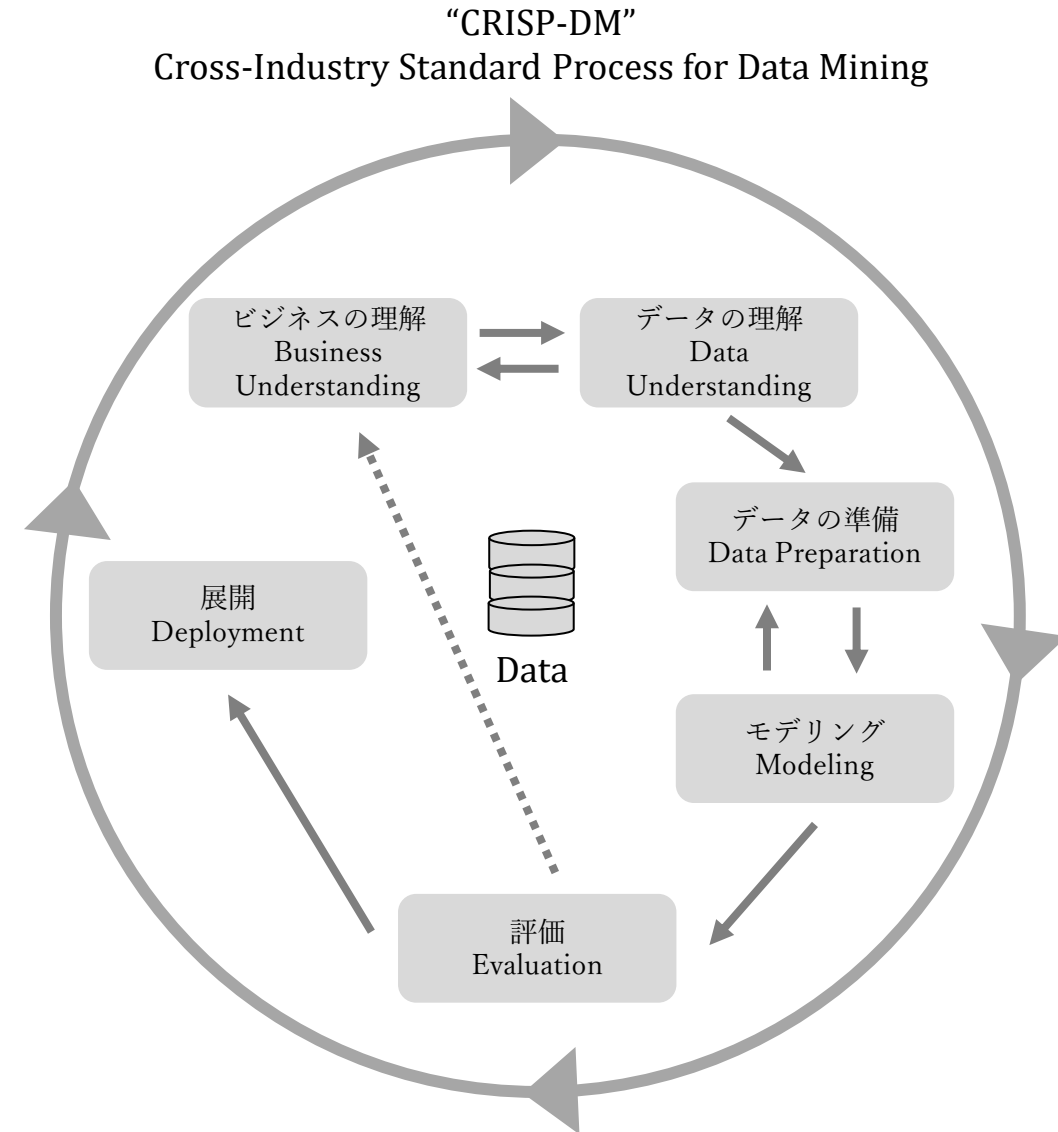 “CRISP-DM”
Cross-Industry Standard Process for Data Mining
ビジネスの理解
Business
Understanding
データの理解
Data
Understanding
データの準備
Data Preparation
展開
Deployment
Data
モデリング
Modeling
評価
Evaluation